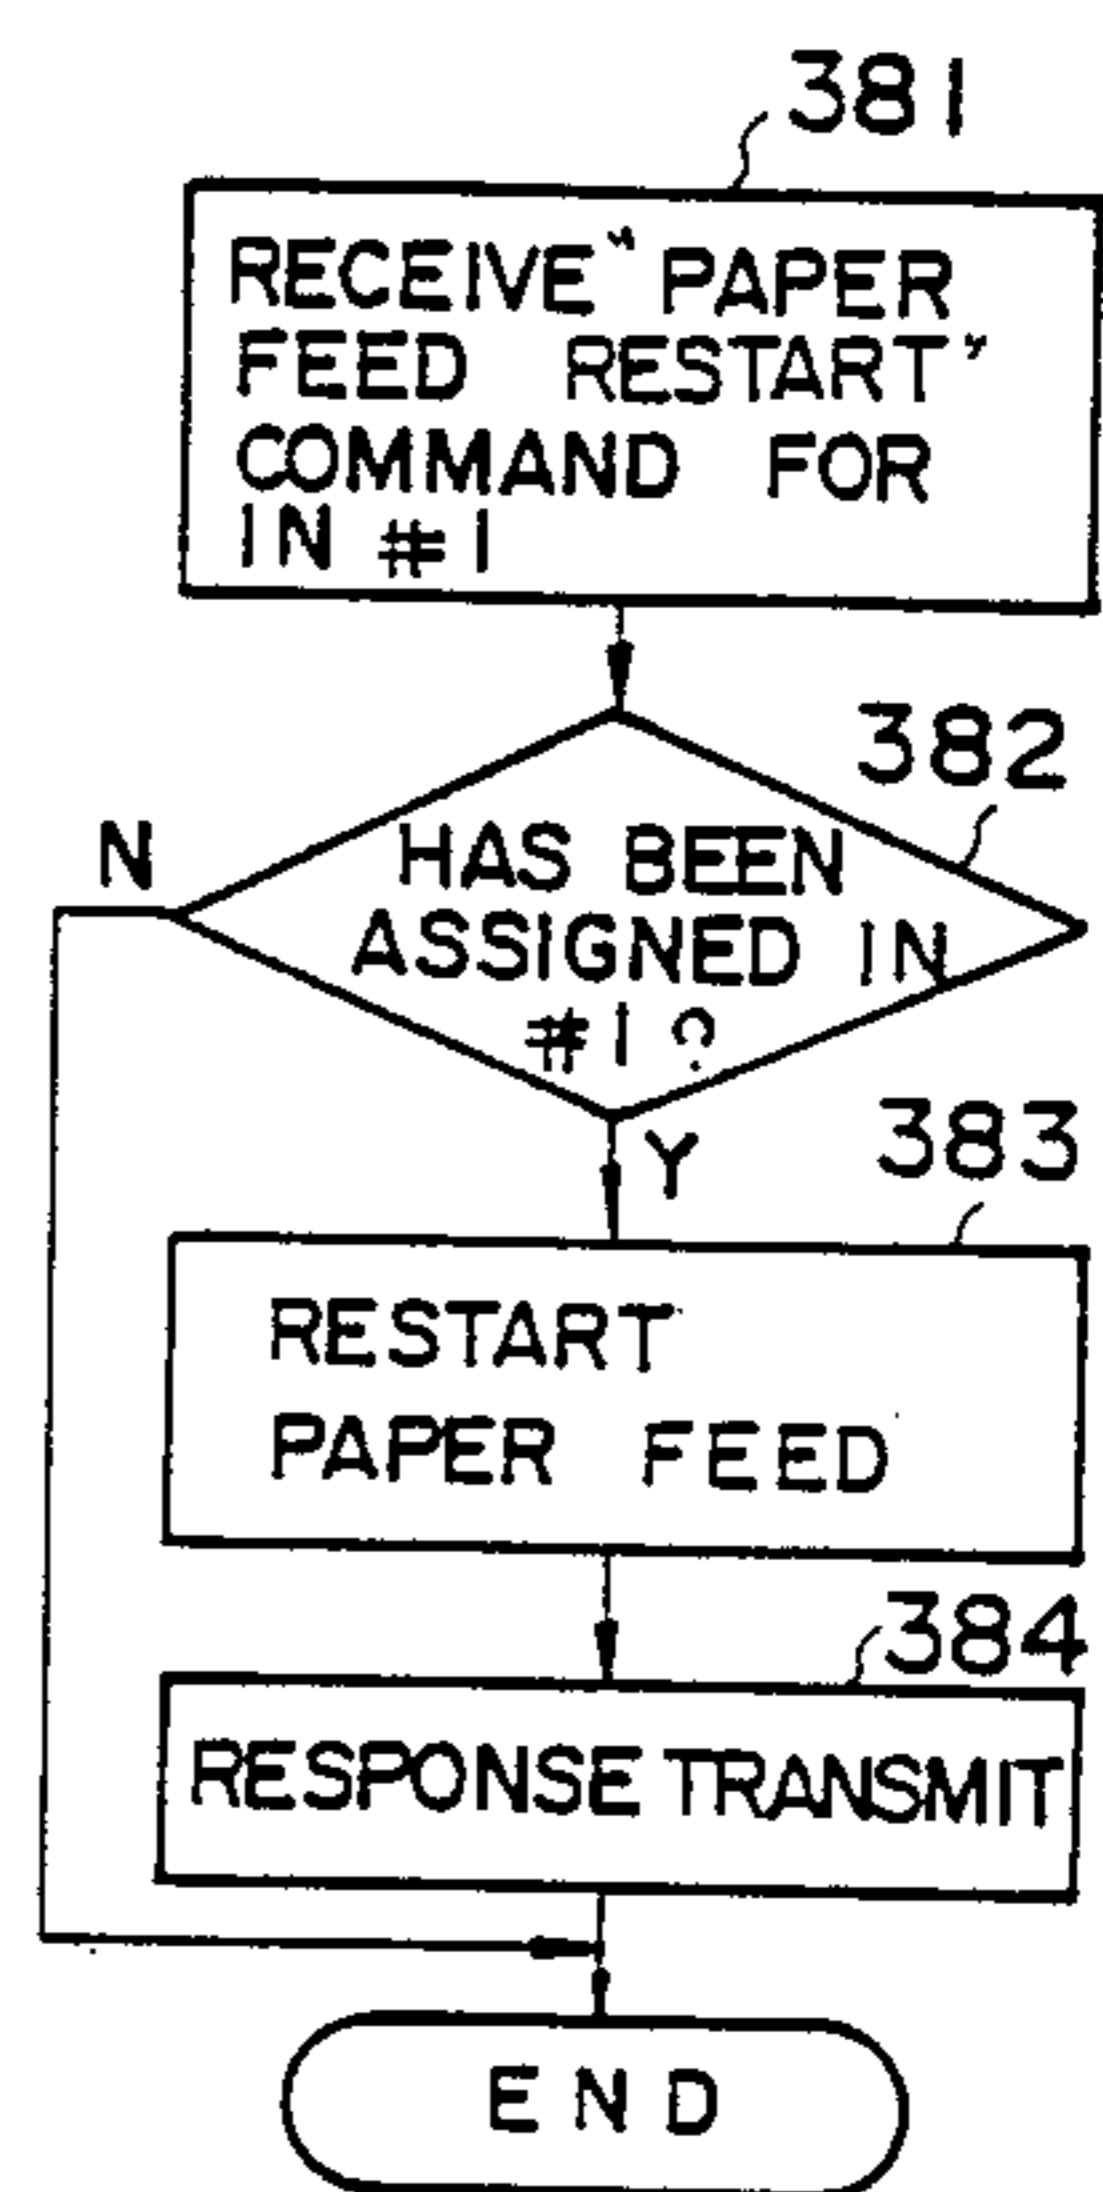 381
RECEIVE "PAPER
FEED RESTART"
COMMAND FOR
IN #1
382
N
HAS BEEN
ASSIGNED IN
#1?
Y
383
RESTART
PAPER FEED
384
RESPONSE TRANSMIT
END